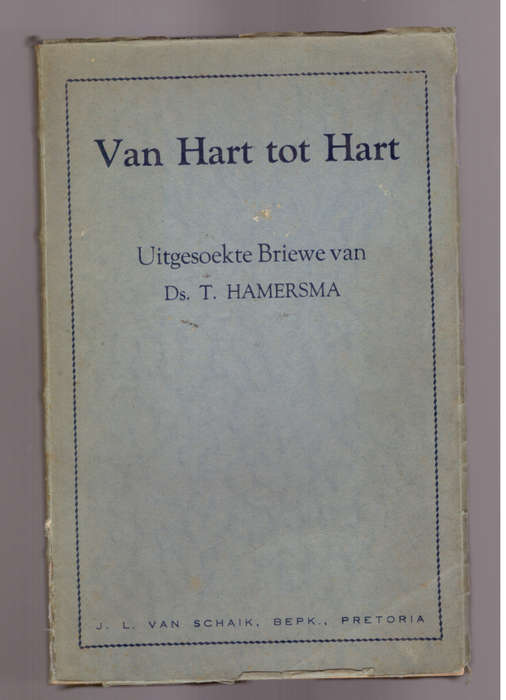 Van Hart tot Hart
Uitgesoekte Briewe van
Ds. T. HAMERSMA
J. L. VAN SCHAIK, BEPK., PRETORIA